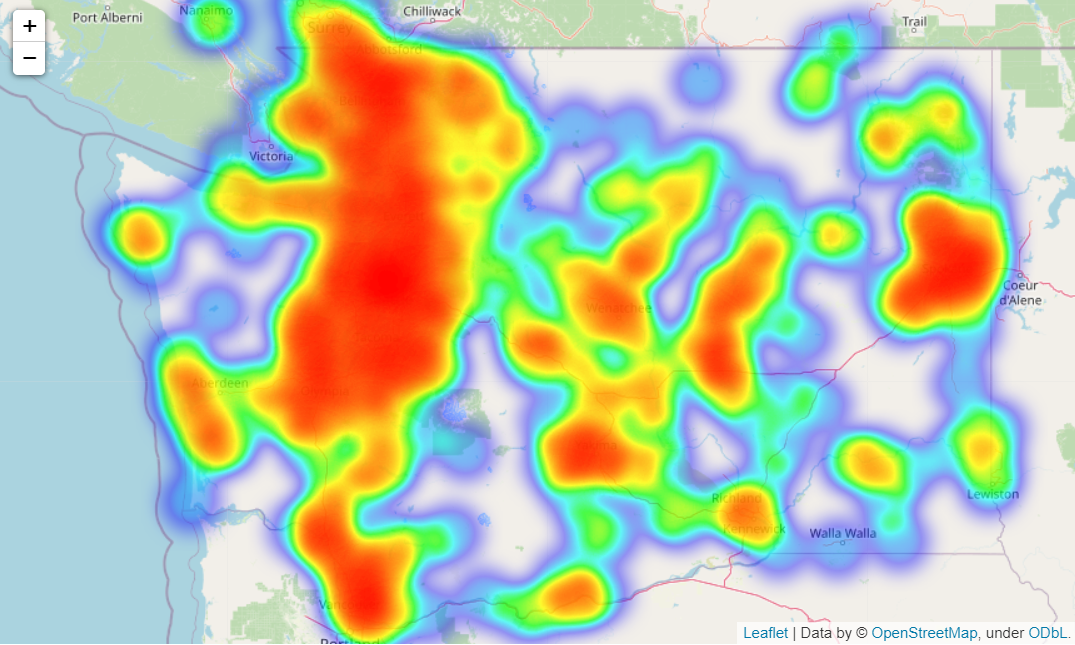 Nanaimo
Chilliwack
Port Alberni
+
−
Trail
Surrey
Abbotsford
Victoria
Coeur
d'Alene
Wenatchee
Aberdeen
Lewiston
Richland
Kennewick
Walla Walla
Portland
Leaflet | Data by © OpenStreetMap, under ODbL.